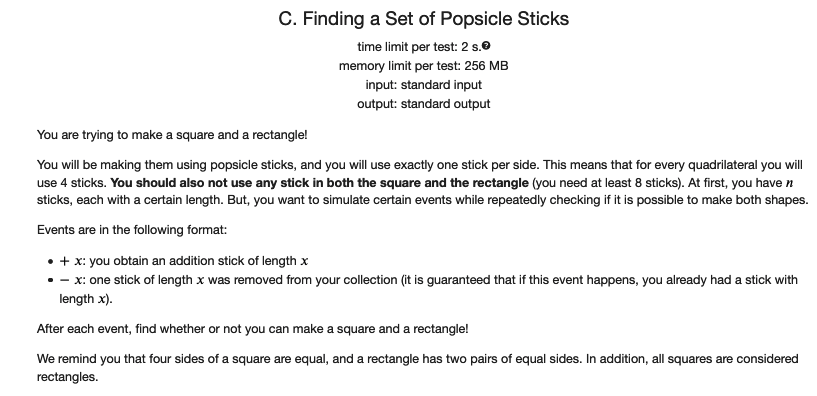 C. Finding a Set of Popsicle Sticks
time limit per test: 2 s.?
memory limit per test: 256 MB
input: standard input
output: standard output
You are trying to make a square and a rectangle!
You will be making them using popsicle sticks, and you will use exactly one stick per side. This means that for every quadrilateral you will
use 4 sticks. You should also not use any stick in both the square and the rectangle (you need at least 8 sticks). At first, you have n
sticks, each with a certain length. But, you want to simulate certain events while repeatedly checking if it is possible to make both shapes.
Events are in the following format:
• + x: you obtain an addition stick of length x
• − x: one stick of length x was removed from your collection (it is guaranteed that if this event happens, you already had a stick with
length x).
After each event, find whether or not you can make a square and a rectangle!
We remind you that four sides of a square are equal, and a rectangle has two pairs of equal sides. In addition, all squares are considered
rectangles.